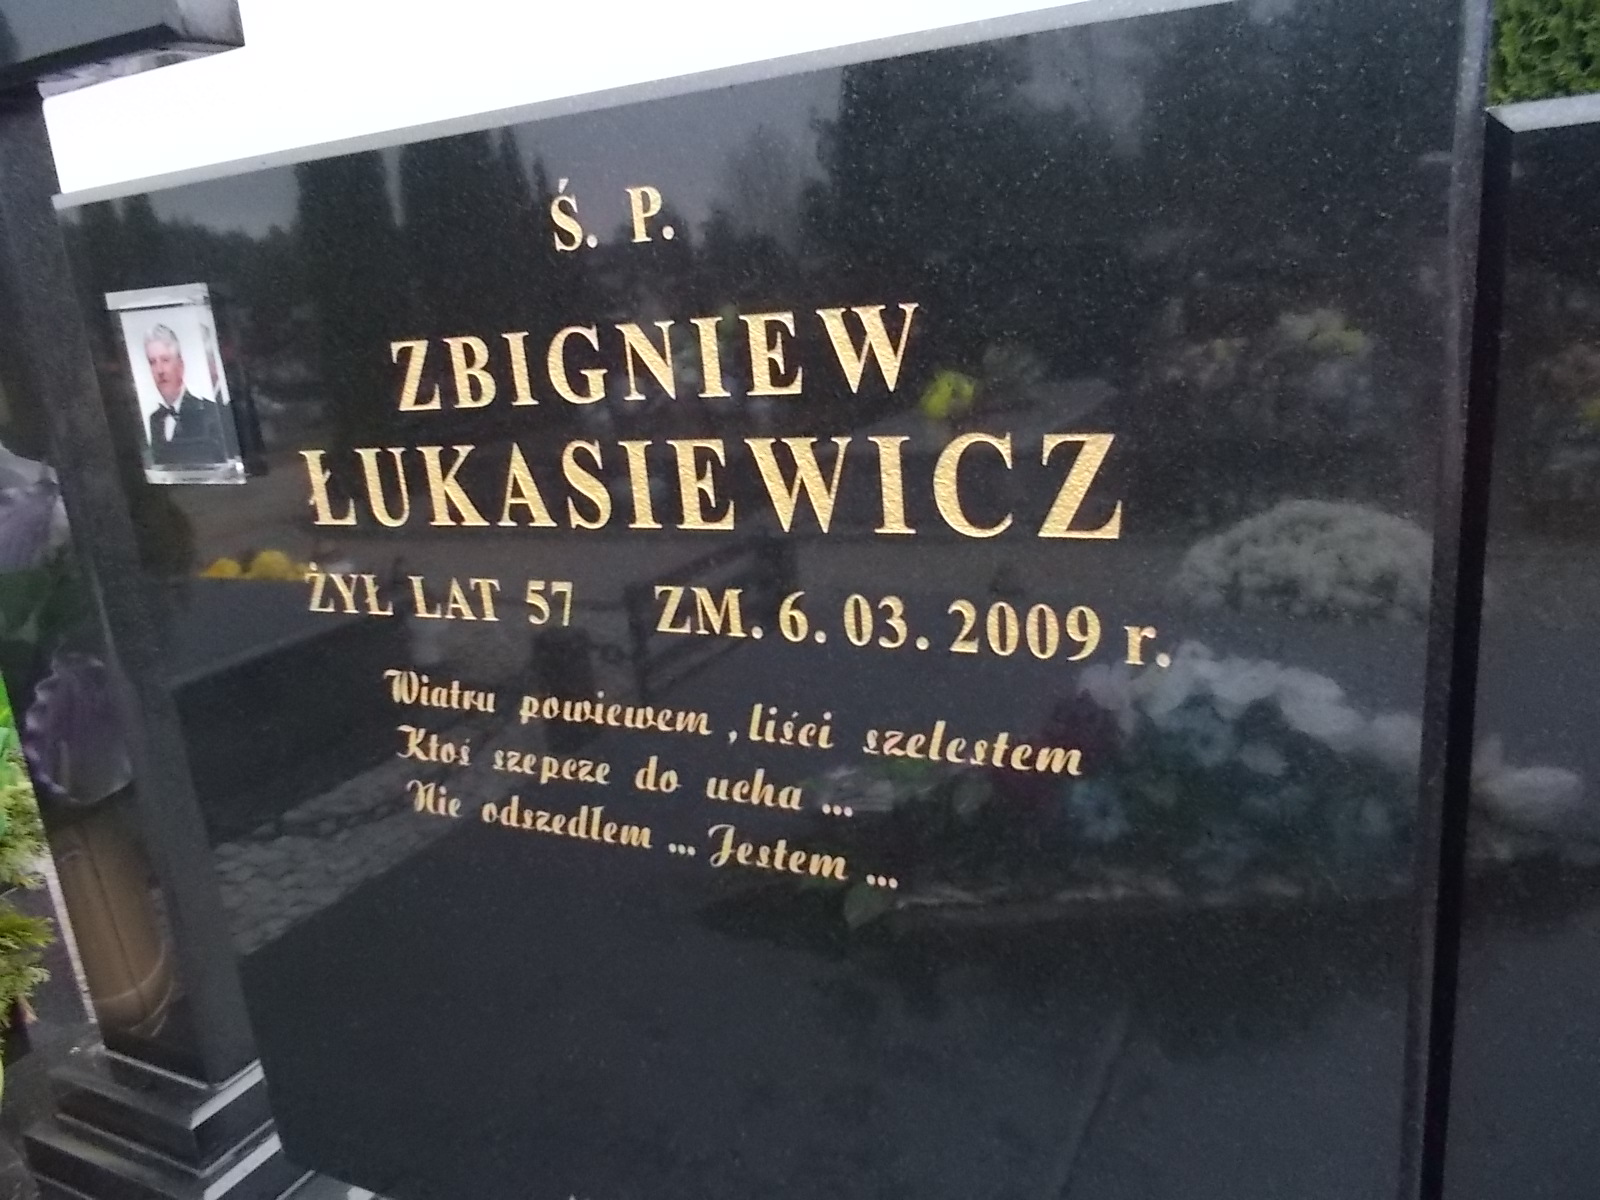 Ś. P.
ZBIGNIEW
ŁUKASIEWICZ
ŻYŁ LAT 57 ZM. 6. 03. 2009 r.
Wiatru powiewem , liści szelestem
Ktoś szepcze do ucha ...
Nie odszedłem ... Jestem ...